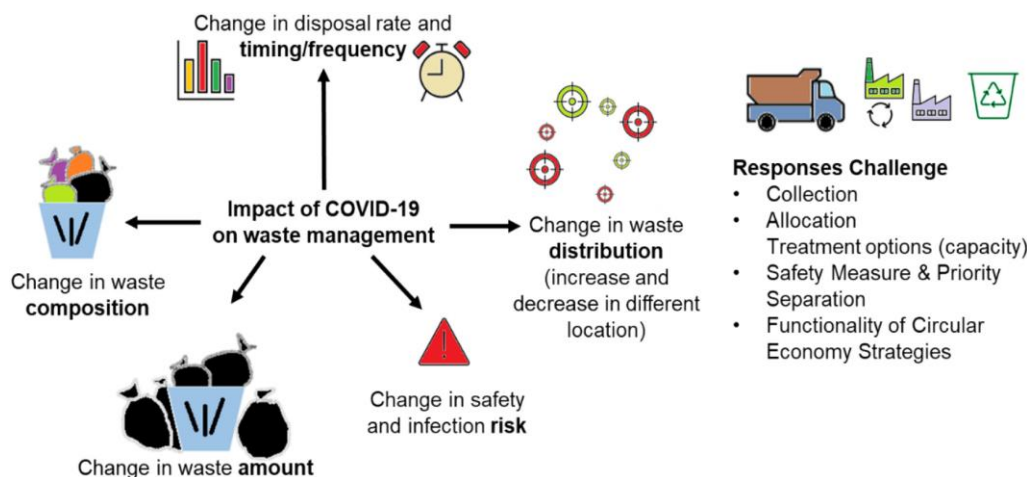 Change in disposal rate and
timing/frequency
Impact of COVID-19
on waste management
Change in waste
composition
Change in waste amount
Change in safety
and infection risk
Change in waste
distribution
(increase and
decrease in different
location)
Responses Challenge
• Collection
• Allocation
Treatment options (capacity)
• Safety Measure & Priority
Separation
• Functionality of Circular
Economy Strategies